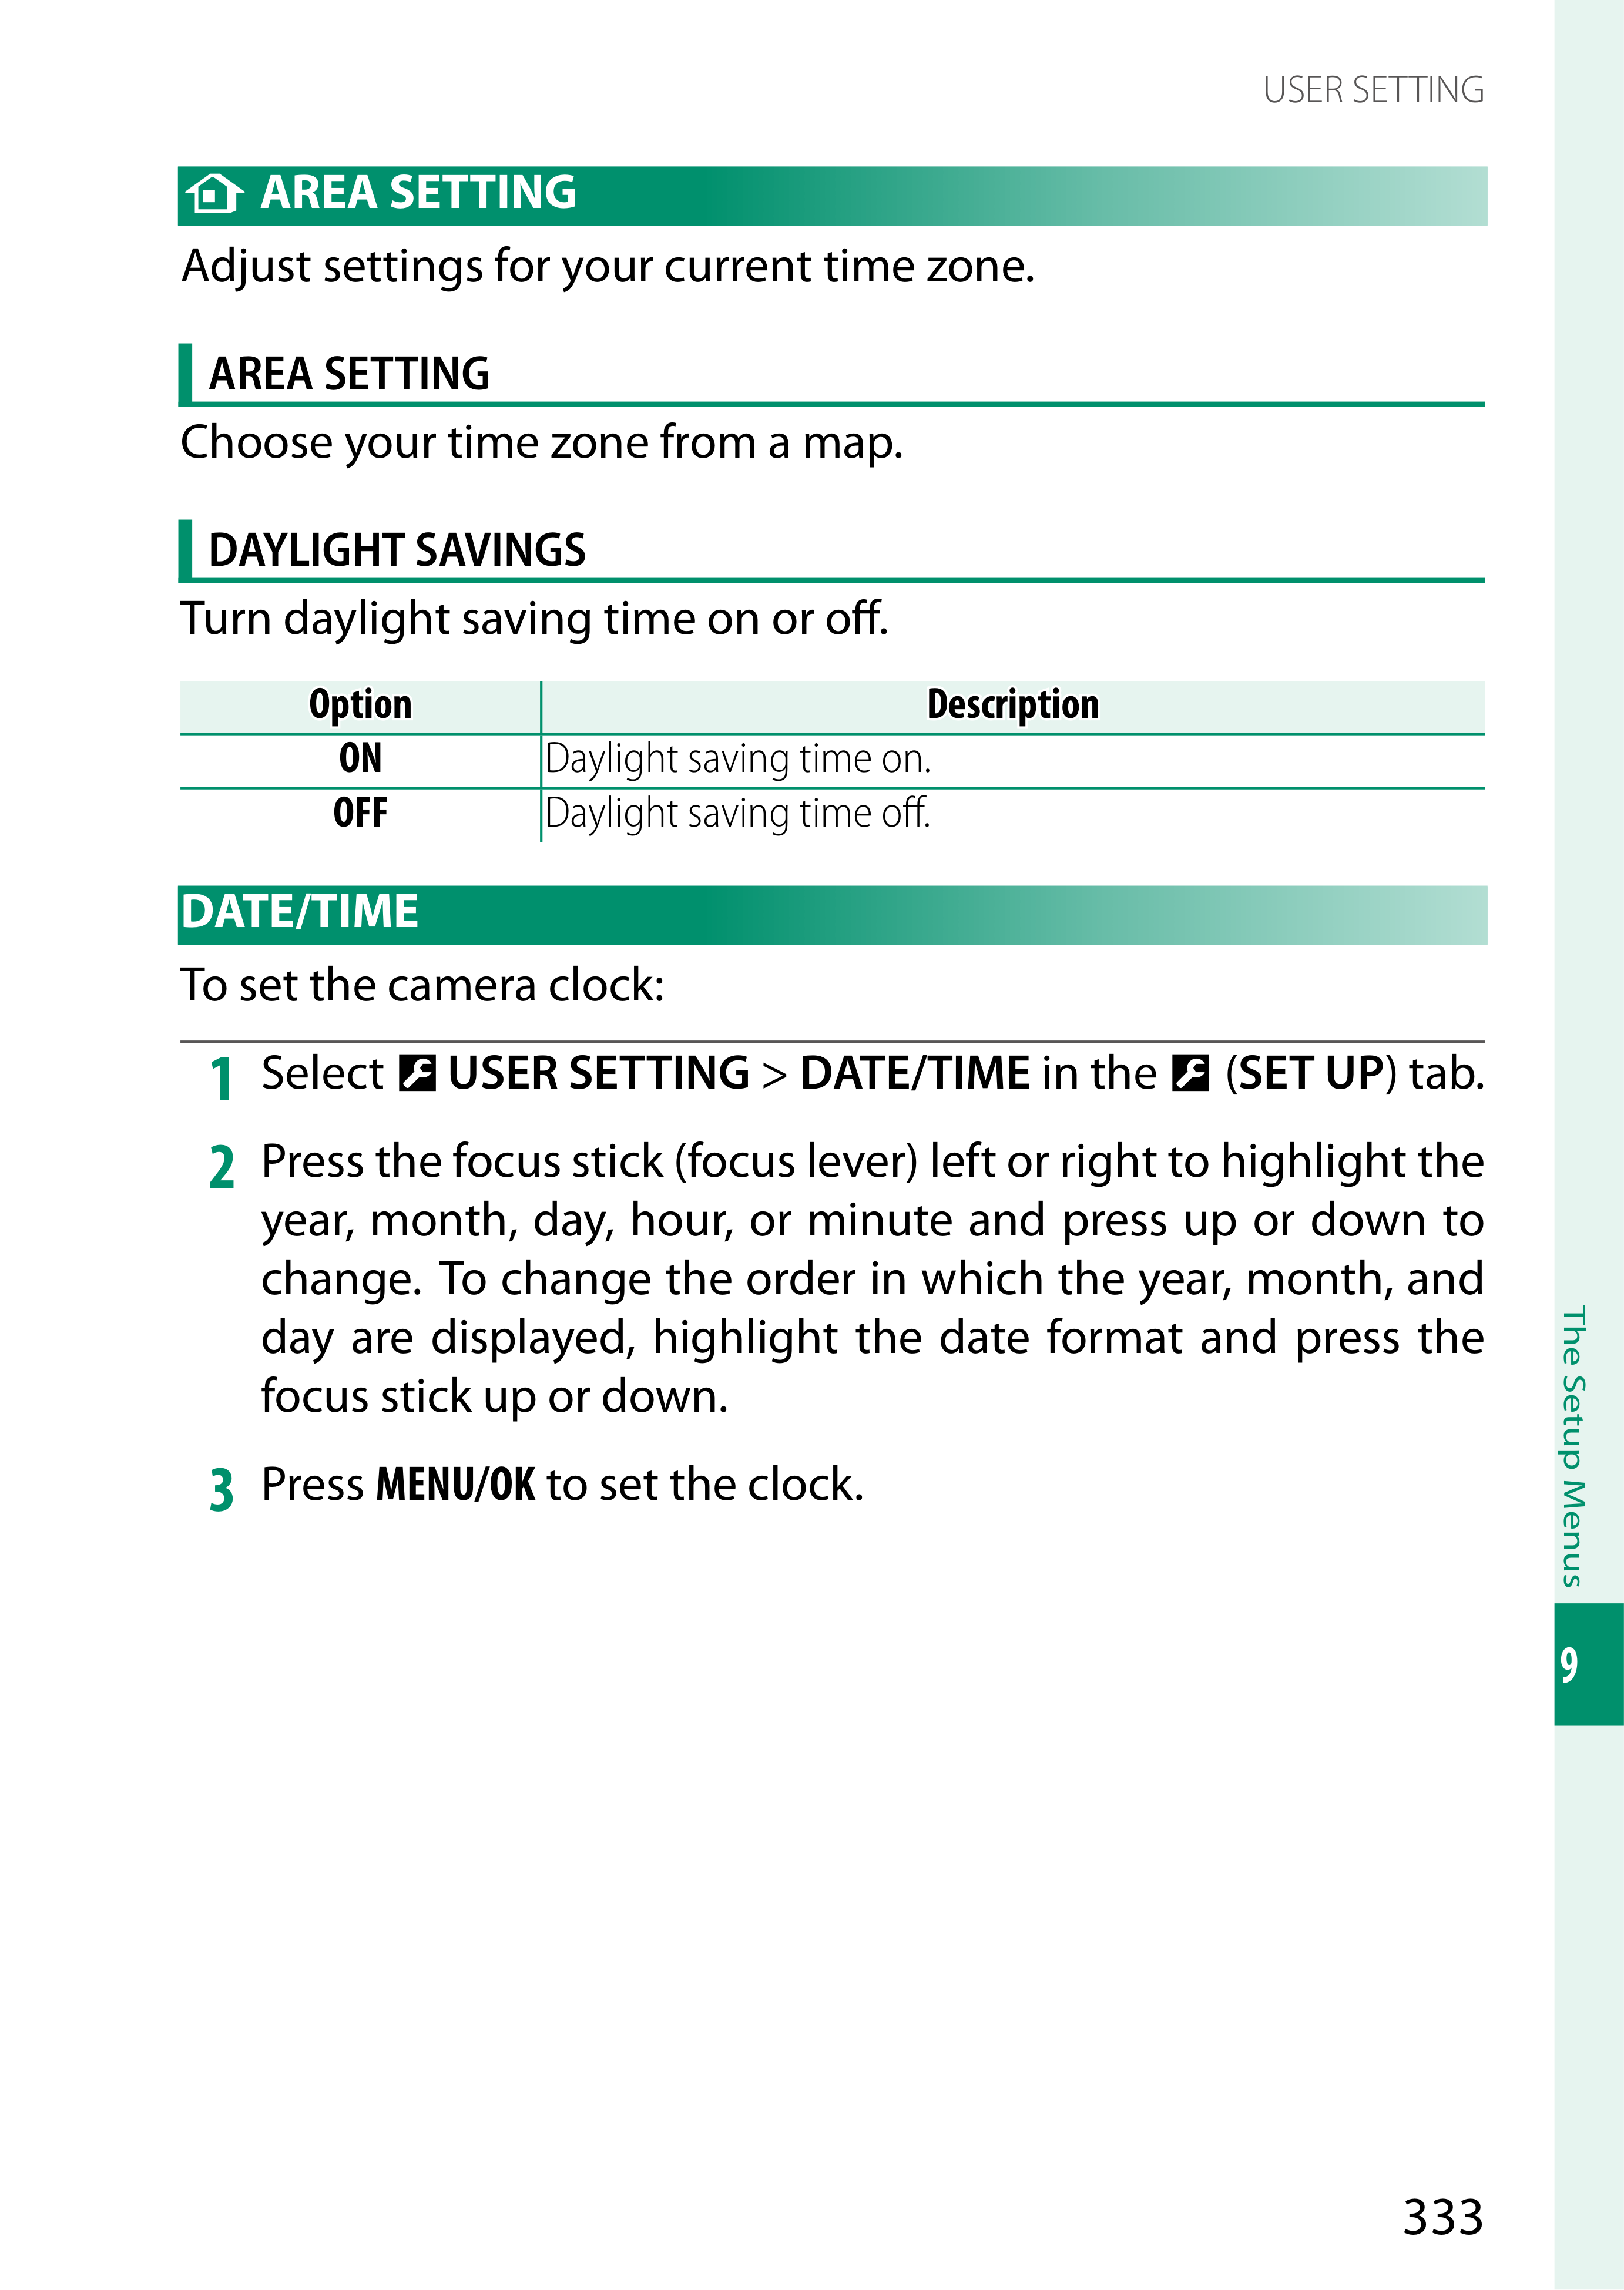 USER SETTING
AREA SETTING
Adjust settings for your current time zone.
AREA SETTING
Choose your time zone from a map.
DAYLIGHT SAVINGS
Turn daylight saving time on or off.
Option Description
ON Daylight saving time on.
OFF Daylight saving time off.
DATE/TIME
To set the camera clock:
1 Select USER SETTING > DATE/TIME in the (SET UP) tab.
2 Press the focus stick (focus lever) left or right to highlight the
year, month, day, hour, or minute and press up or down to
change. To change the order in which the year, month, and
day are displayed, highlight the date format and press the
focus stick up or down.
3 Press MENU/OK to set the clock.
The Setup Menus
9
333